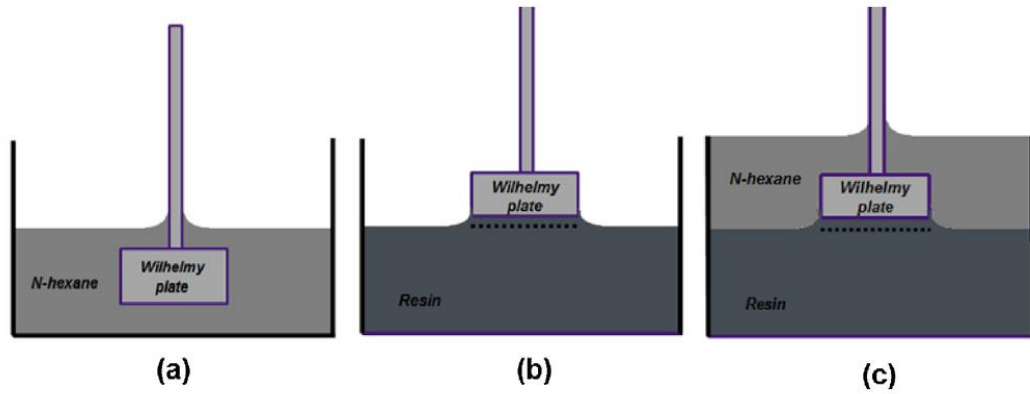 Wilhelmy
plate
N-hexane
(a)
Wilhelmy
plate
Resin
(b)
N-hexane
Wilhelmy
plate
Resin
(c)